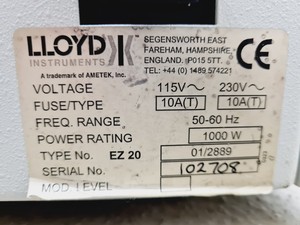 LLOYD
INSTRUMENTS
A trademark of AMETEK, Inc.
SEGENSWORTH EAST
FAREHAM, HAMPSHIRE,
ENGLAND. PO15 5TT.
TEL: +44 (0) 1489 574221
CE
VOLTAGE 115V~ 230V~
FUSE/TYPE 10A(T) 10A(T)
FREQ. RANGE 50-60 Hz
POWER RATING 1000 W
TYPE No. EZ 20 01/2889
SERIAL No. 102708
MOD. LEVEL